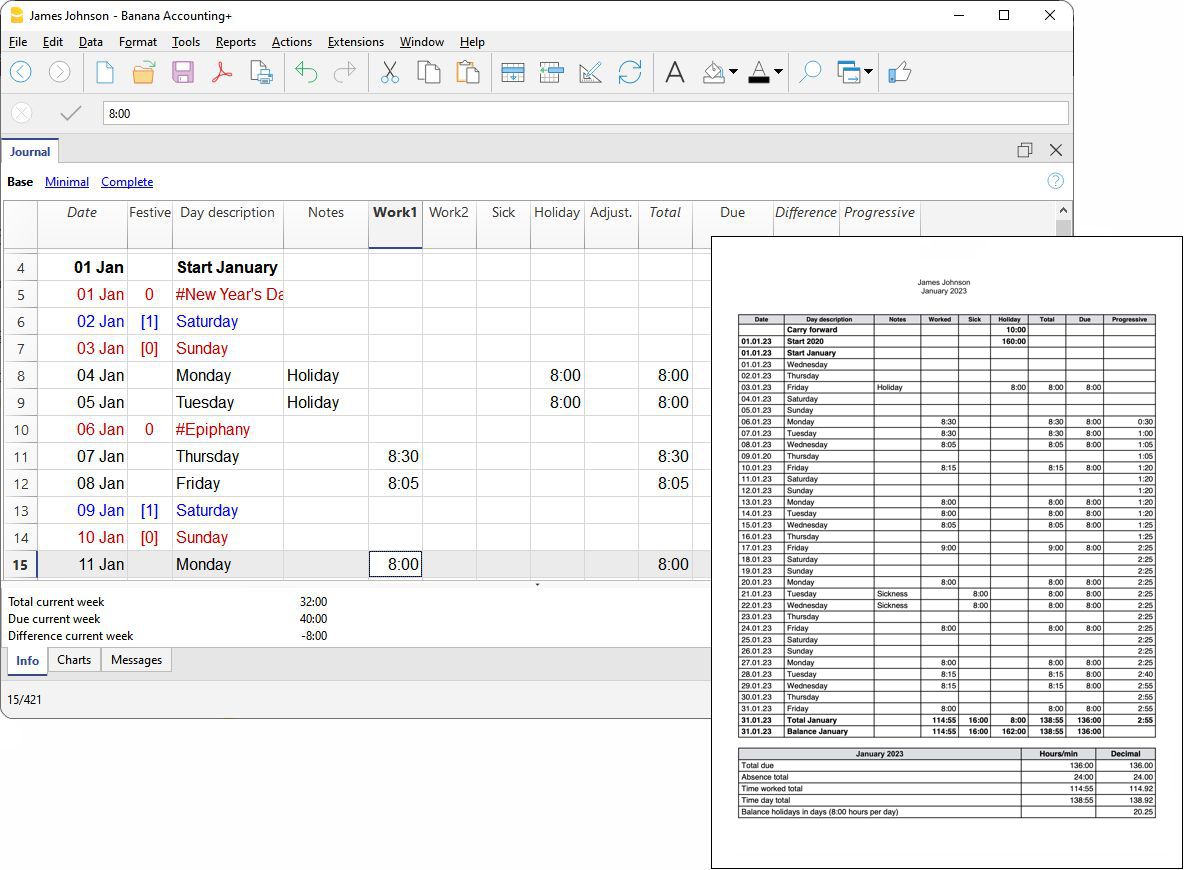 James Johnson - Banana Accounting+
File Edit Data Format Tools Reports Actions Extensions Window Help
8:00
Journal
Base Minimal Complete
Date Festive Day description Notes Work1 Work2 Sick Holiday Adjust. Total Due Difference Progressive
4 01 Jan Start January
5 01 Jan 0 #New Year's Da
6 02 Jan [1] Saturday
7 03 Jan [0] Sunday
8 04 Jan Monday Holiday 8:00 8:00
9 05 Jan Tuesday Holiday 8:00 8:00
10 06 Jan 0 #Epiphany
11 07 Jan Thursday 8:30 8:30
12 08 Jan Friday 8:05 8:05
13 09 Jan [1] Saturday
14 10 Jan [0] Sunday
15 11 Jan Monday 8:00 8:00
Total current week 32:00
Due current week 40:00
Difference current week -8:00
Info Charts Messages
15/421
James Johnson
January 2023
Date Day description Notes Worked Sick Holiday Total Due Progressive
Carry forward 10:00
01.01.23 Start 2020 160:00
01.01.23 Start January
01.01.23 Wednesday
02.01.23 Thursday
03.01.23 Friday Holiday 8:00 8:00 8:00
04.01.23 Saturday
05.01.23 Sunday
06.01.23 Monday 8:30 8:30 8:00 0:30
07.01.23 Tuesday 8:30 8:30 8:00 1:00
08.01.23 Wednesday 8:05 8:05 8:00 1:05
09.01.20 Thursday 1:05
10.01.23 Friday 8:15 8:15 8:00 1:20
11.01.23 Saturday 1:20
12.01.23 Sunday 1:20
13.01.23 Monday 8:00 8:00 8:00 1:20
14.01.23 Tuesday 8:00 8:00 8:00 1:20
15.01.23 Wednesday 8:05 8:05 8:00 1:25
16.01.23 Thursday 1:25
17.01.23 Friday 9:00 9:00 8:00 2:25
18.01.23 Saturday 2:25
19.01.23 Sunday 2:25
20.01.23 Monday 8:00 8:00 8:00 2:25
21.01.23 Tuesday Sickness 8:00 8:00 8:00 2:25
22.01.23 Wednesday Sickness 8:00 8:00 8:00 2:25
23.01.23 Thursday 2:25
24.01.23 Friday 8:00 8:00 8:00 2:25
25.01.23 Saturday 2:25
26.01.23 Sunday 2:25
27.01.23 Monday 8:00 8:00 8:00 2:25
28.01.23 Tuesday 8:15 8:15 8:00 2:40
29.01.23 Wednesday 8:15 8:15 8:00 2:55
30.01.23 Thursday 2:55
31.01.23 Friday 8:00 8:00 8:00 2:55
31.01.23 Total January 114:55 16:00 8:00 138:55 136:00 2:55
31.01.23 Balance January 114:55 16:00 162:00 138:55 136:00
January 2023 Hours/min Decimal
Total due 136:00 136.00
Absence total 24:00 24.00
Time worked total 114:55 114.92
Time day total 138:55 138.92
Balance holidays in days (8:00 hours per day) 20.25